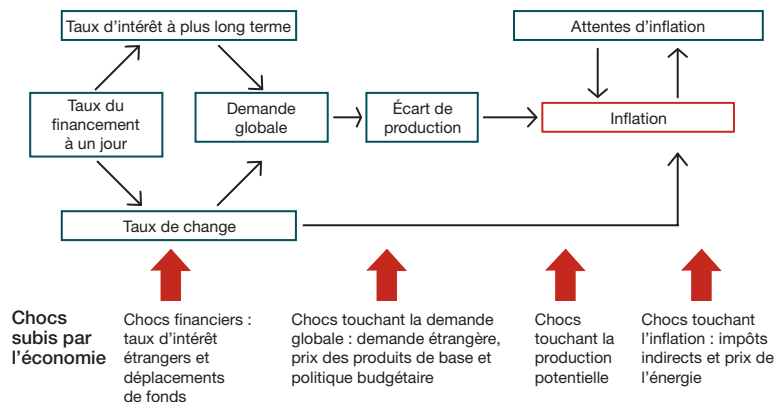 Taux d'intérêt à plus long terme
Attentes d'inflation
Taux du
financement
à un jour
Demande
globale
Écart de
production
Inflation
Taux de change
Chocs
subis par
l'économie
Chocs financiers :
taux d'intérêt
étrangers et
déplacements
de fonds
Chocs touchant la demande
globale : demande étrangère,
prix des produits de base et
politique budgétaire
Chocs
touchant la
production
potentielle
Chocs touchant
l'inflation : impôts
indirects et prix de
l'énergie